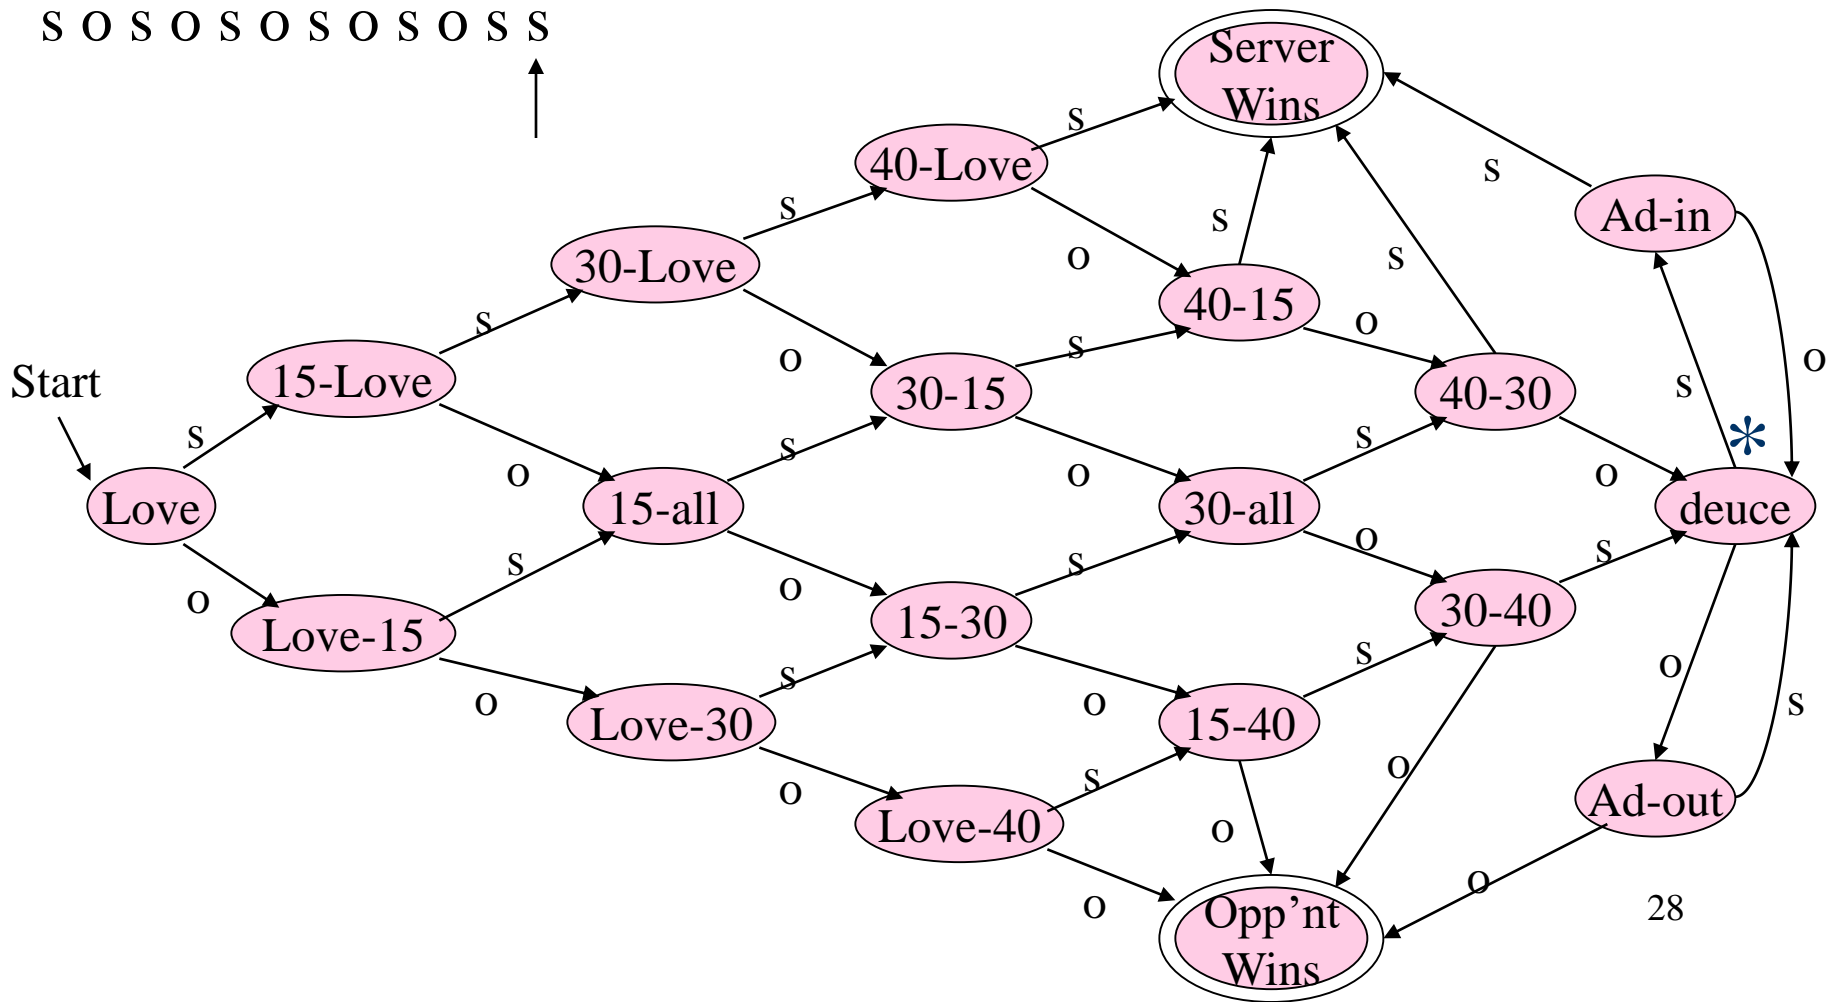 s o s o s o s o s o s s
Server
Wins
s
40-Love
s
s
Ad-in
30-Love
s
o
s
40-15
s
15-Love
o
s
o
o
Start
30-15
40-30
s
s
o
s
s
*
o
o
Love
15-all
30-all
deuce
s
o
s
o
s
o
15-30
30-40
Love-15
s
s
o
o
o
Love-30
15-40
s
s
o
o
o
Ad-out
Love-40
o
o
o
Opp'nt
Wins
28